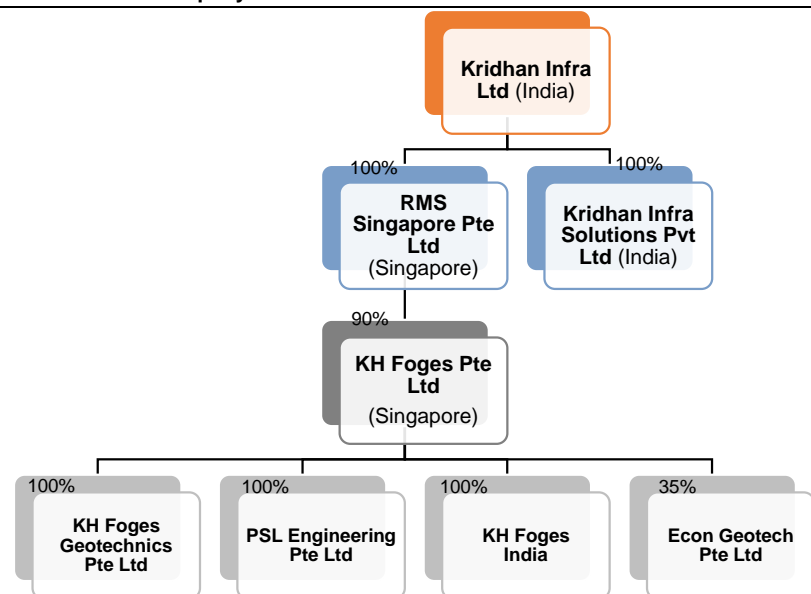 Kridhan Infra
Ltd (India)
100%
RMS
Singapore Pte
Ltd
(Singapore)
100%
Kridhan Infra
Solutions Pvt
Ltd (India)
90%
KH Foges Pte
Ltd
(Singapore)
100%
KH Foges
Geotechnics
Pte Ltd
100%
PSL Engineering
Pte Ltd
100%
KH Foges
India
35%
Econ Geotech
Pte Ltd